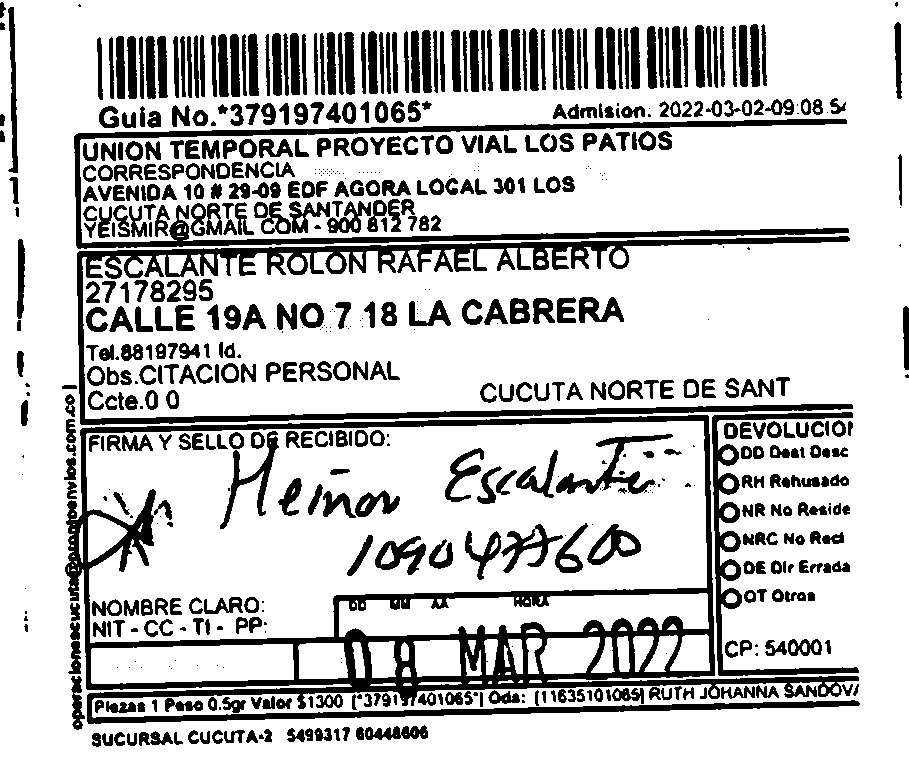 Guia No.*379197401065*
Admision: 2022-03-02-09:08:54
UNION TEMPORAL PROYECTO VIAL LOS PATIOS
CORRESPONDENCIA
AVENIDA 10 # 29-09 EDF AGORA LOCAL 301 LOS
CUCUTA NORTE DE SANTANDER
YEISMIR@GMAIL COM - 900 812 782
ESCALANTE ROLON RAFAEL ALBERTO
27178295
CALLE 19A NO 7 18 LA CABRERA
Tel.88197941 Id.
Obs.CITACION PERSONAL
Ccte.0 0
CUCUTA NORTE DE SANT
operacionescucuta@prontoenvios.com.co
FIRMA Y SELLO DE RECIBIDO:
Heinor Escalante
1090477600
NOMBRE CLARO:
NIT - CC - TI - PP:
DD MM AA HORA
08 MAR 2022
DEVOLUCION
DD Dest Desc
RH Rehusado
NR No Reside
NRC No Recl
DE Dir Errada
OT Otros
CP: 540001
Piezas 1 Peso 0.5gr Valor $1300 [*379197401065*] Ods: [11635101065] RUTH JOHANNA SANDOVA
SUCURSAL CUCUTA-2 5499317 60448606